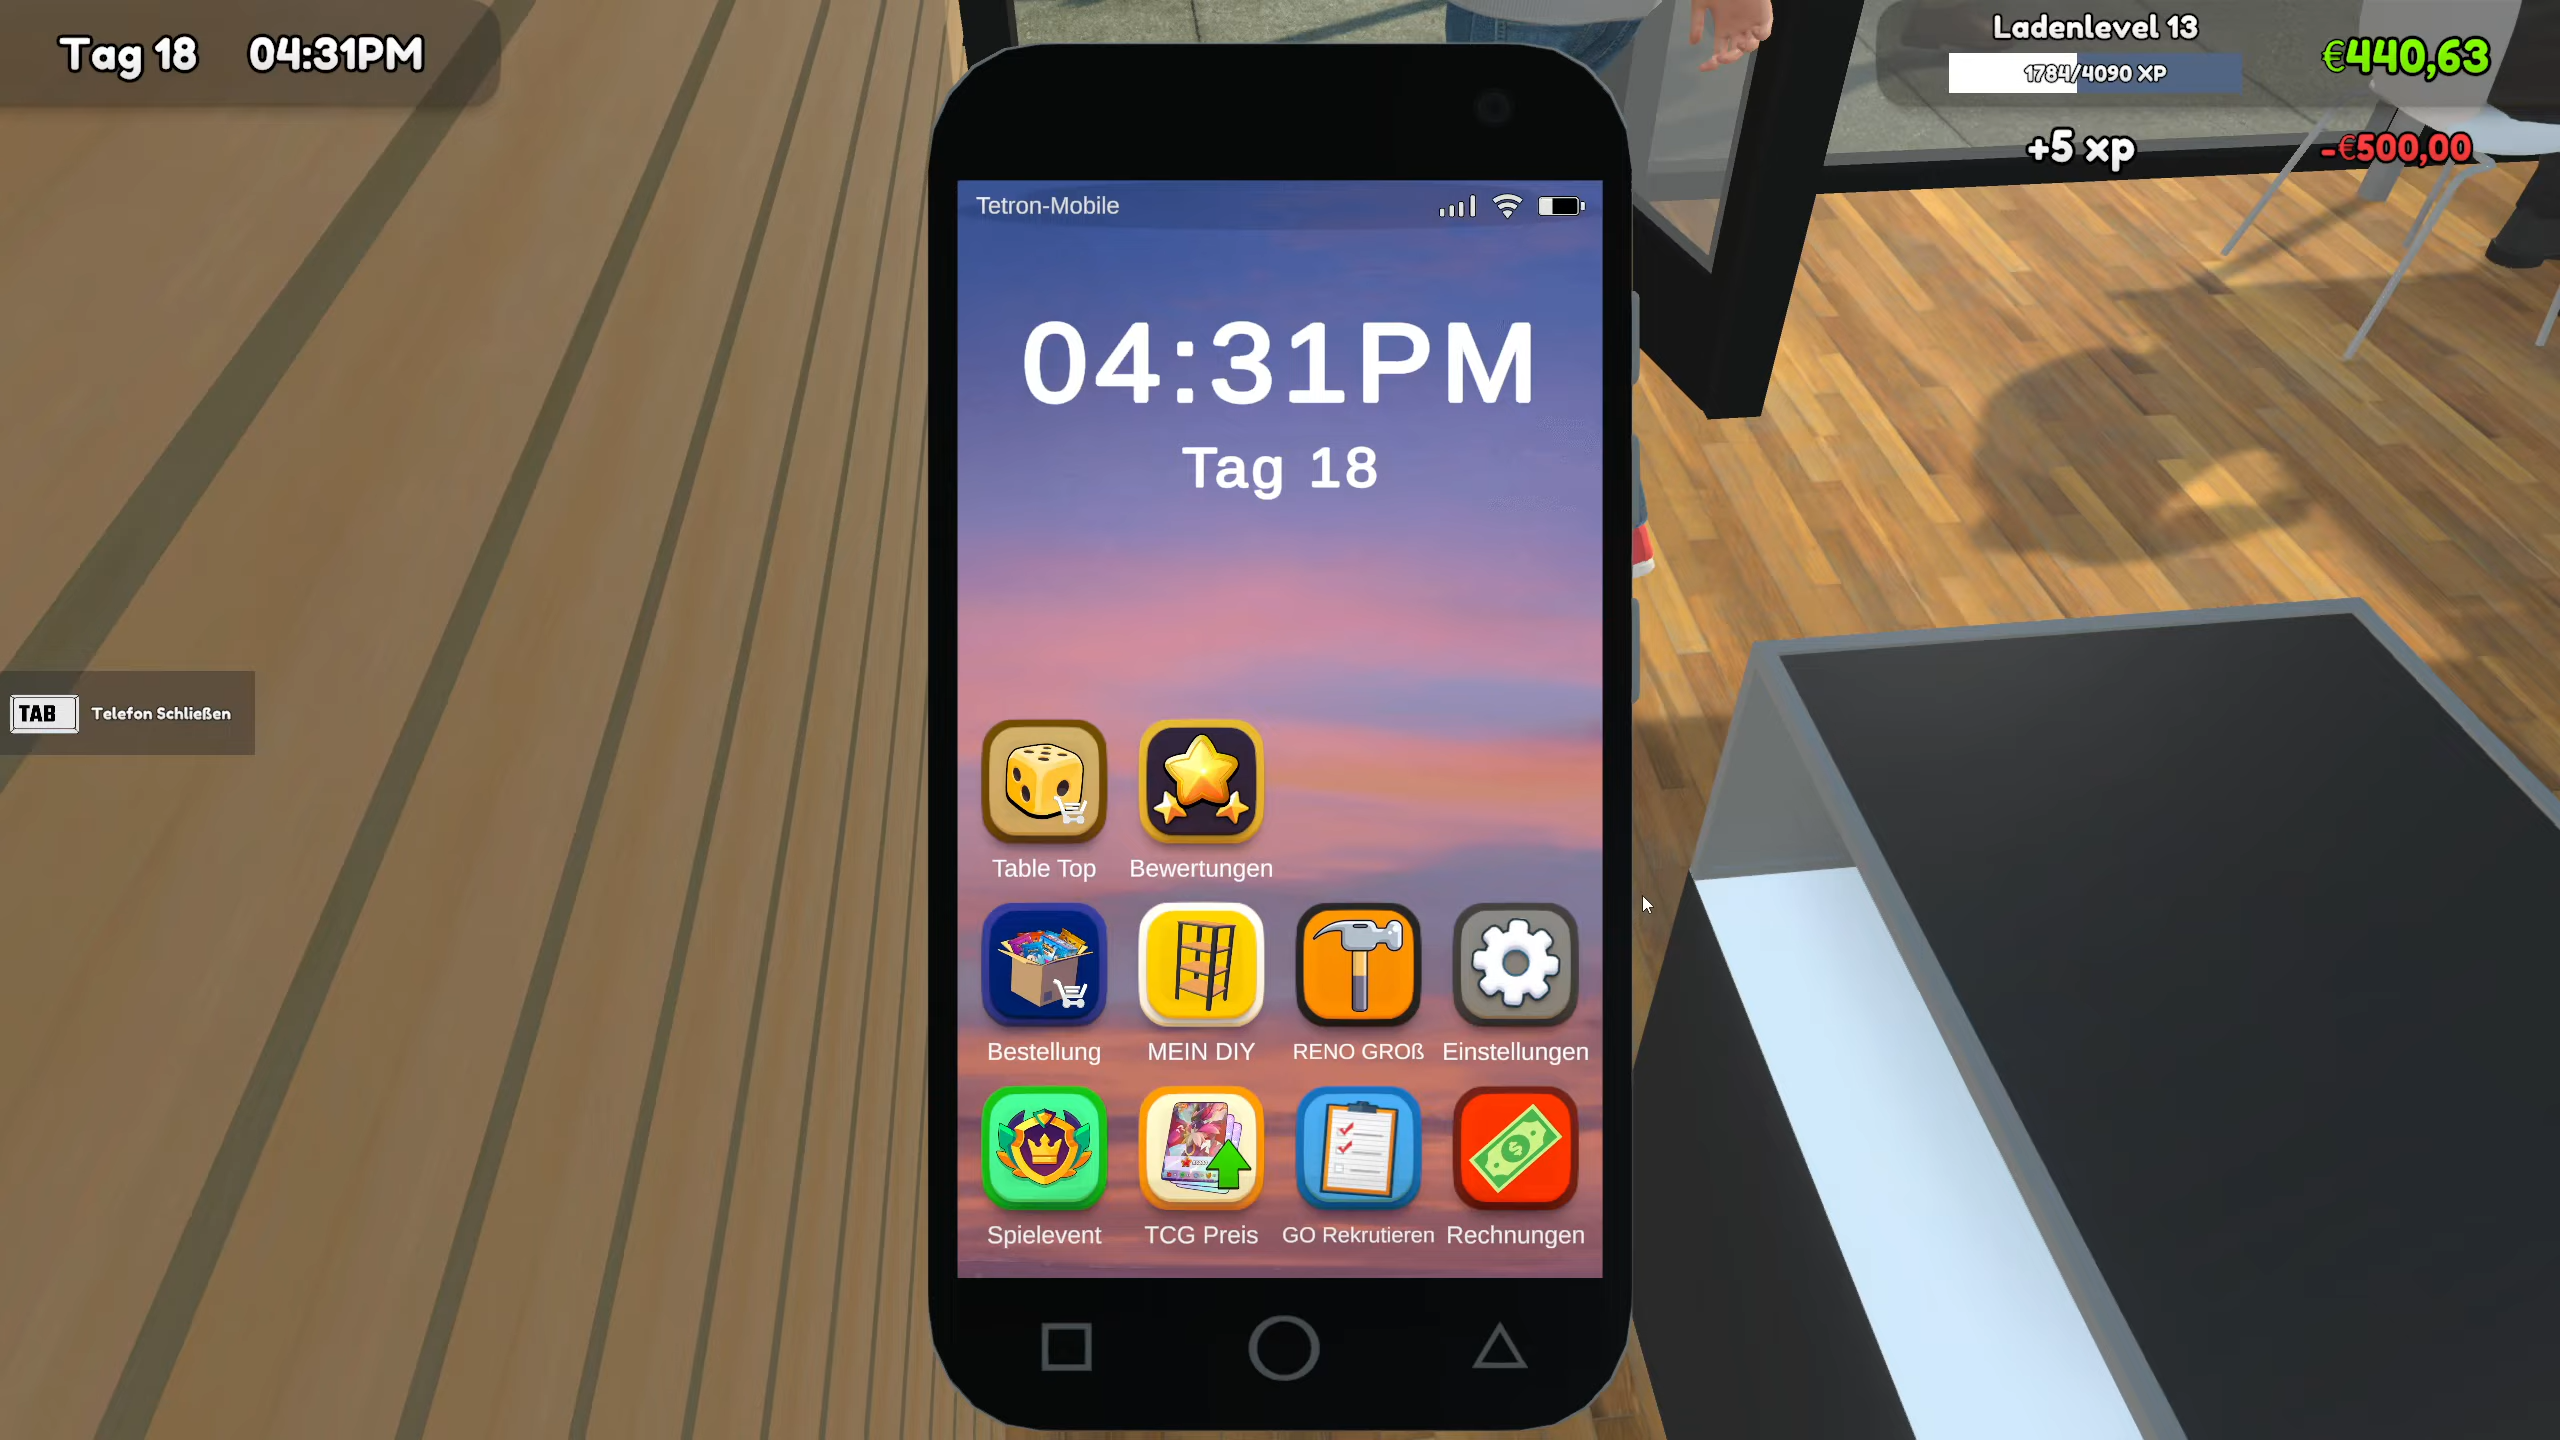 Tag 18 04:31PM
Ladenlevel 13
1784/4090 XP
€440,63
+5 xp
-€500,00
Tetron-Mobile
04:31PM
Tag 18
TAB Telefon Schließen
Table Top Bewertungen
Bestellung MEIN DIY RENO GROß Einstellungen
Spielevent TCG Preis GO Rekrutieren Rechnungen